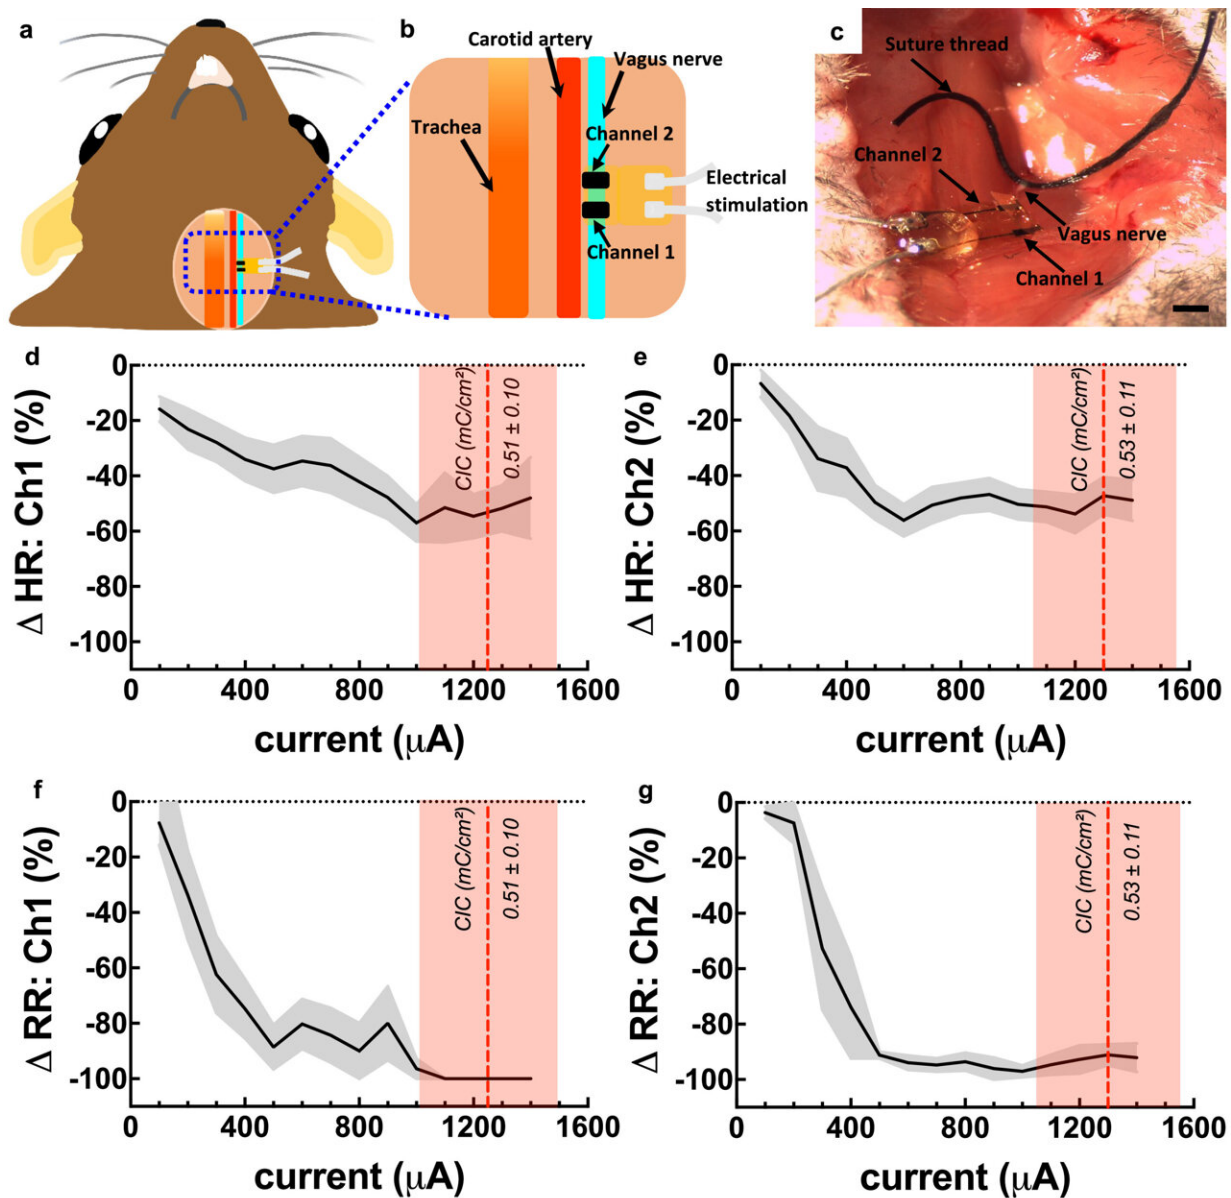 a
b
Carotid artery
Vagus nerve
Trachea
Channel 2
Electrical
stimulation
Channel 1
c
Suture thread
Channel 2
Vagus nerve
Channel 1
d
Δ HR: Ch1 (%)
0
-20
-40
-60
-80
-100
CIC (mC/cm²)
0.51 ± 0.10
0 400 800 1200 1600
current (μA)
e
Δ HR: Ch2 (%)
0
-20
-40
-60
-80
-100
CIC (mC/cm²)
0.53 ± 0.11
0 400 800 1200 1600
current (μA)
f
Δ RR: Ch1 (%)
0
-20
-40
-60
-80
-100
CIC (mC/cm²)
0.51 ± 0.10
0 400 800 1200 1600
current (μA)
g
Δ RR: Ch2 (%)
0
-20
-40
-60
-80
-100
CIC (mC/cm²)
0.53 ± 0.11
0 400 800 1200 1600
current (μA)